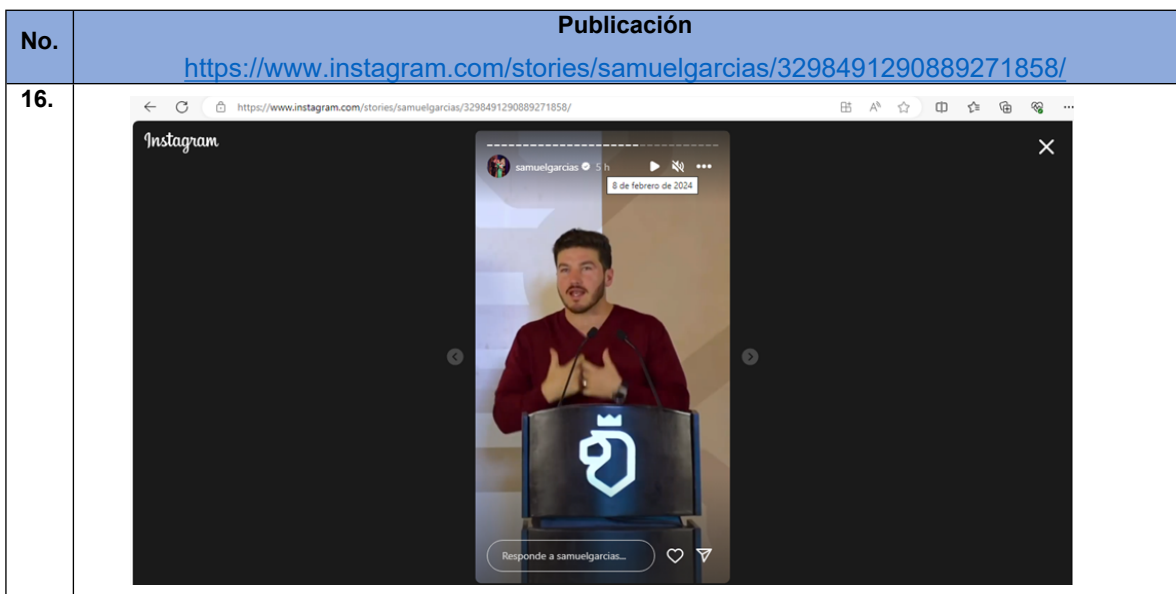 No.
Publicación
https://www.instagram.com/stories/samuelgarcias/3298491290889271858/
16.
https://www.instagram.com/stories/samuelgarcias/3298491290889271858/
Instagram
samuelgarcias 5 h
8 de febrero de 2024
Responde a samuelgarcias...